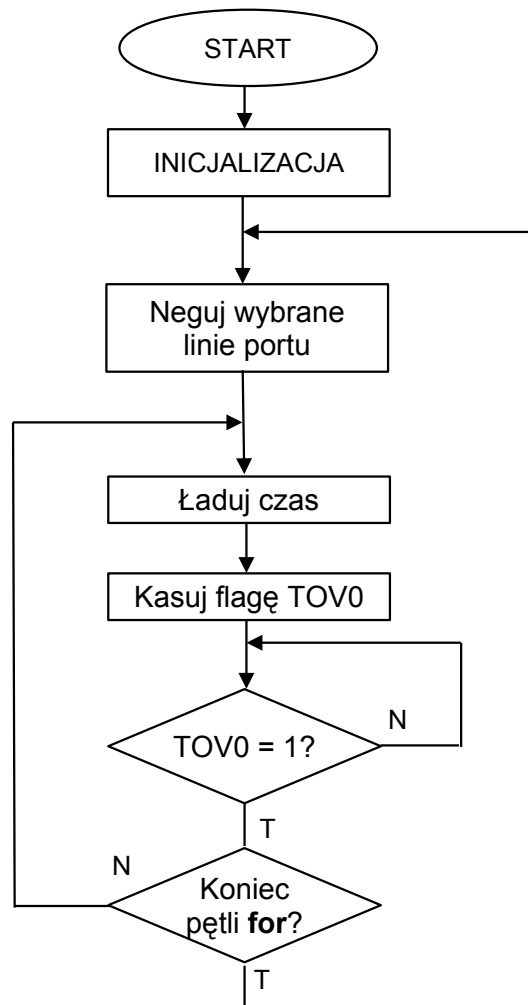 START
INICJALIZACJA
Neguj wybrane
linie portu
Ładuj czas
Kasuj flagę TOV0
TOV0 = 1?
N
T
N
Koniec
pętli for?
T